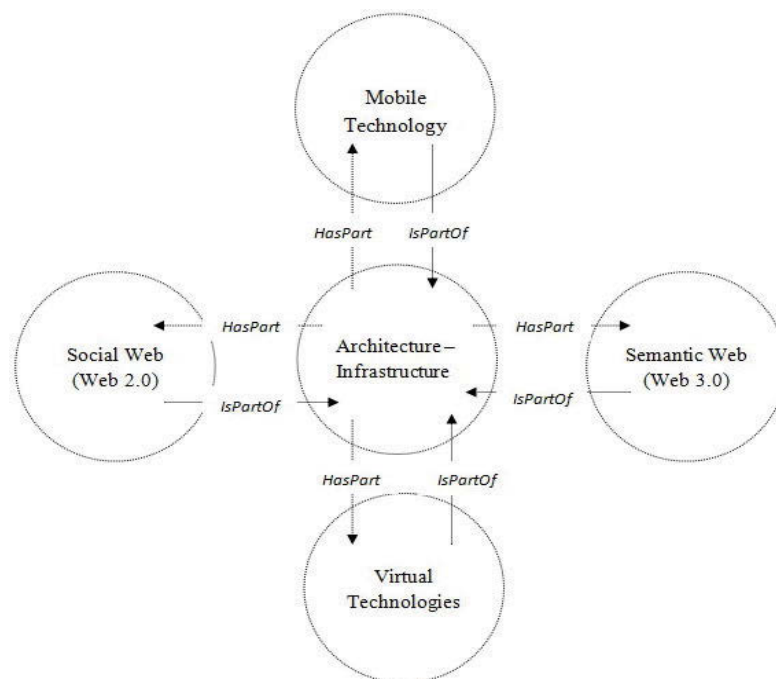 Mobile
Technology
HasPart
IsPartOf
HasPart
HasPart
Social Web
(Web 2.0)
Architecture –
Infrastructure
Semantic Web
(Web 3.0)
IsPartOf
IsPartOf
HasPart
IsPartOf
Virtual
Technologies